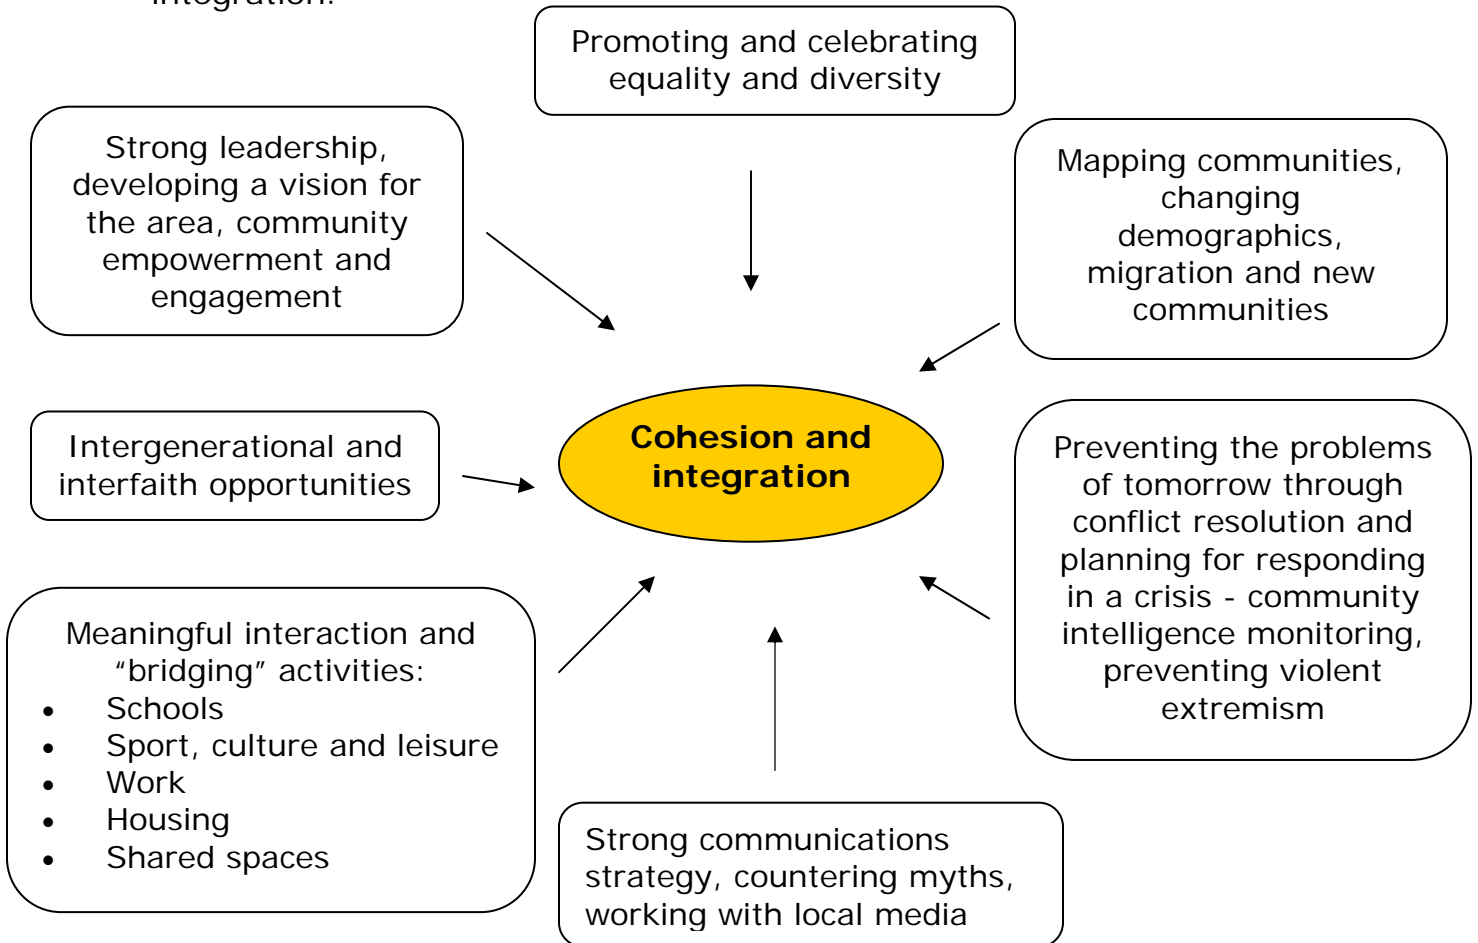 integration.
Promoting and celebrating
equality and diversity
Strong leadership,
developing a vision for
the area, community
empowerment and
engagement
Mapping communities,
changing
demographics,
migration and new
communities
Cohesion and
integration
Intergenerational and
interfaith opportunities
Preventing the problems
of tomorrow through
conflict resolution and
planning for responding
in a crisis - community
intelligence monitoring,
preventing violent
extremism
Meaningful interaction and
“bridging” activities:
• Schools
• Sport, culture and leisure
• Work
• Housing
• Shared spaces
Strong communications
strategy, countering myths,
working with local media